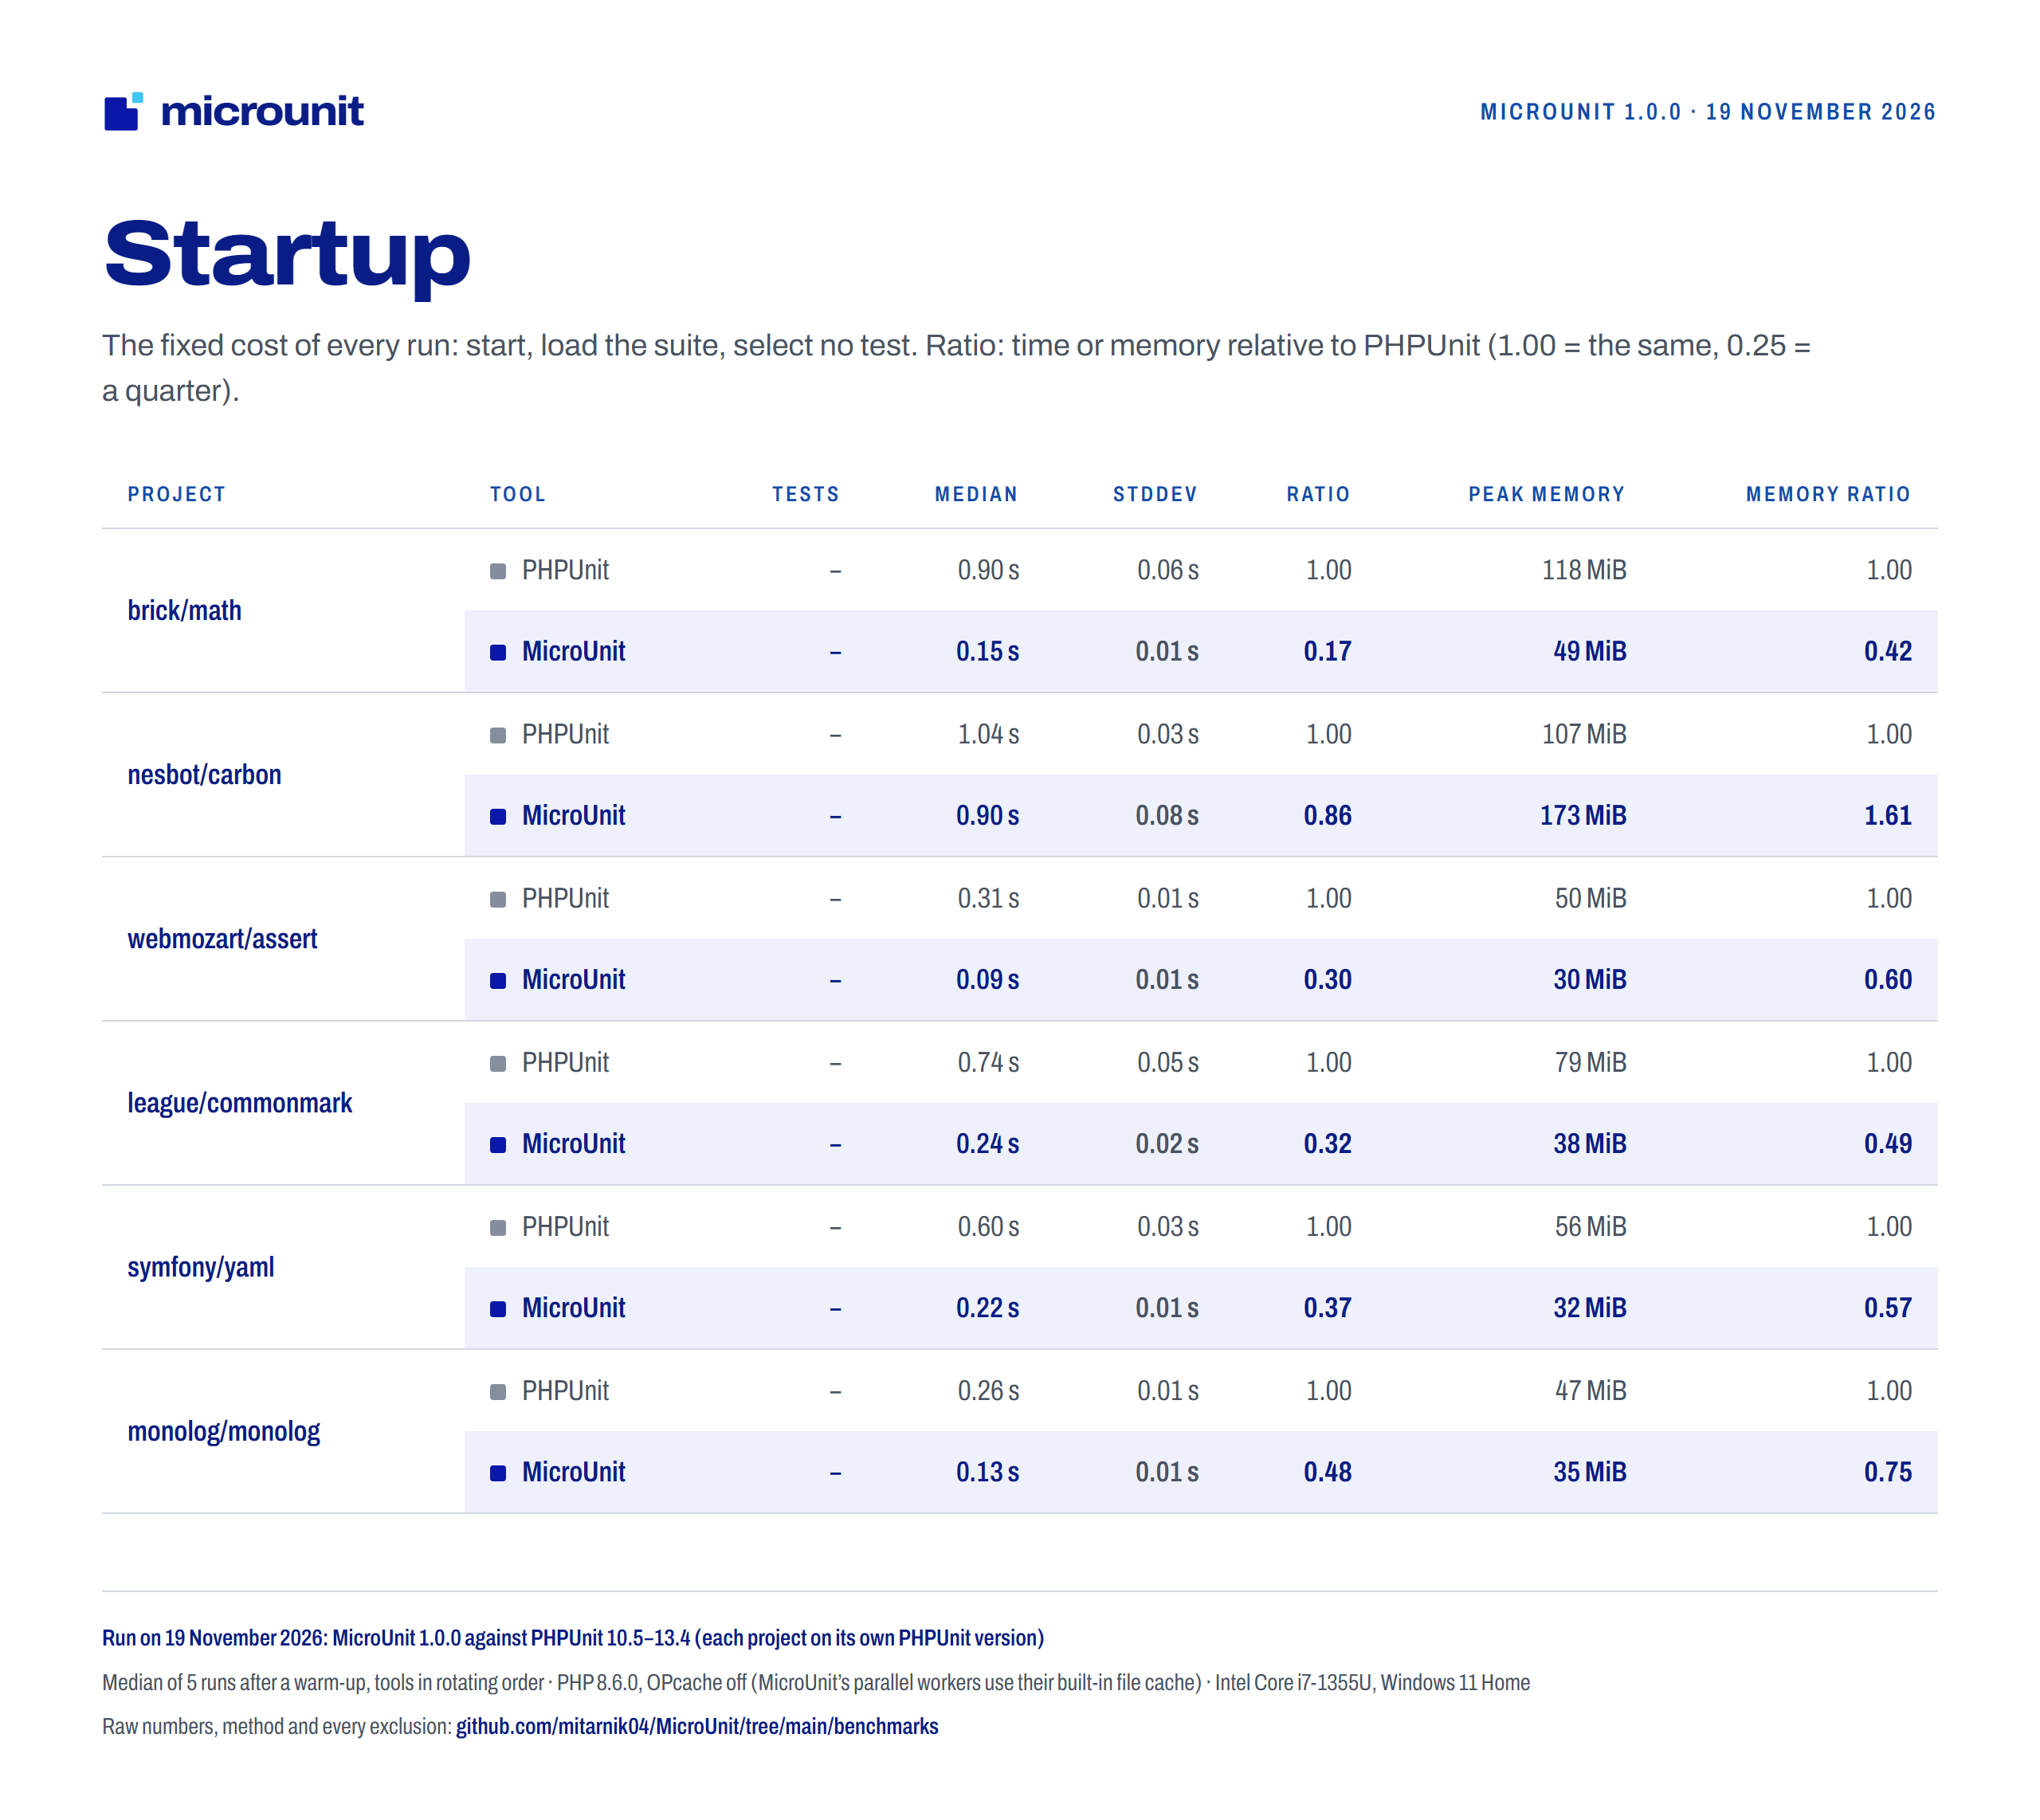 microunit
MICROUNIT 1.0.0 · 19 NOVEMBER 2026
Startup
The fixed cost of every run: start, load the suite, select no test. Ratio: time or memory relative to PHPUnit (1.00 = the same, 0.25 =
a quarter).
PROJECT TOOL TESTS MEDIAN STDDEV RATIO PEAK MEMORY MEMORY RATIO
brick/math
PHPUnit – 0.90 s 0.06 s 1.00 118 MiB 1.00
MicroUnit – 0.15 s 0.01 s 0.17 49 MiB 0.42
nesbot/carbon
PHPUnit – 1.04 s 0.03 s 1.00 107 MiB 1.00
MicroUnit – 0.90 s 0.08 s 0.86 173 MiB 1.61
webmozart/assert
PHPUnit – 0.31 s 0.01 s 1.00 50 MiB 1.00
MicroUnit – 0.09 s 0.01 s 0.30 30 MiB 0.60
league/commonmark
PHPUnit – 0.74 s 0.05 s 1.00 79 MiB 1.00
MicroUnit – 0.24 s 0.02 s 0.32 38 MiB 0.49
symfony/yaml
PHPUnit – 0.60 s 0.03 s 1.00 56 MiB 1.00
MicroUnit – 0.22 s 0.01 s 0.37 32 MiB 0.57
monolog/monolog
PHPUnit – 0.26 s 0.01 s 1.00 47 MiB 1.00
MicroUnit – 0.13 s 0.01 s 0.48 35 MiB 0.75
Run on 19 November 2026: MicroUnit 1.0.0 against PHPUnit 10.5–13.4 (each project on its own PHPUnit version)
Median of 5 runs after a warm-up, tools in rotating order · PHP 8.6.0, OPcache off (MicroUnit’s parallel workers use their built-in file cache) · Intel Core i7-1355U, Windows 11 Home
Raw numbers, method and every exclusion: github.com/mitarnik04/MicroUnit/tree/main/benchmarks